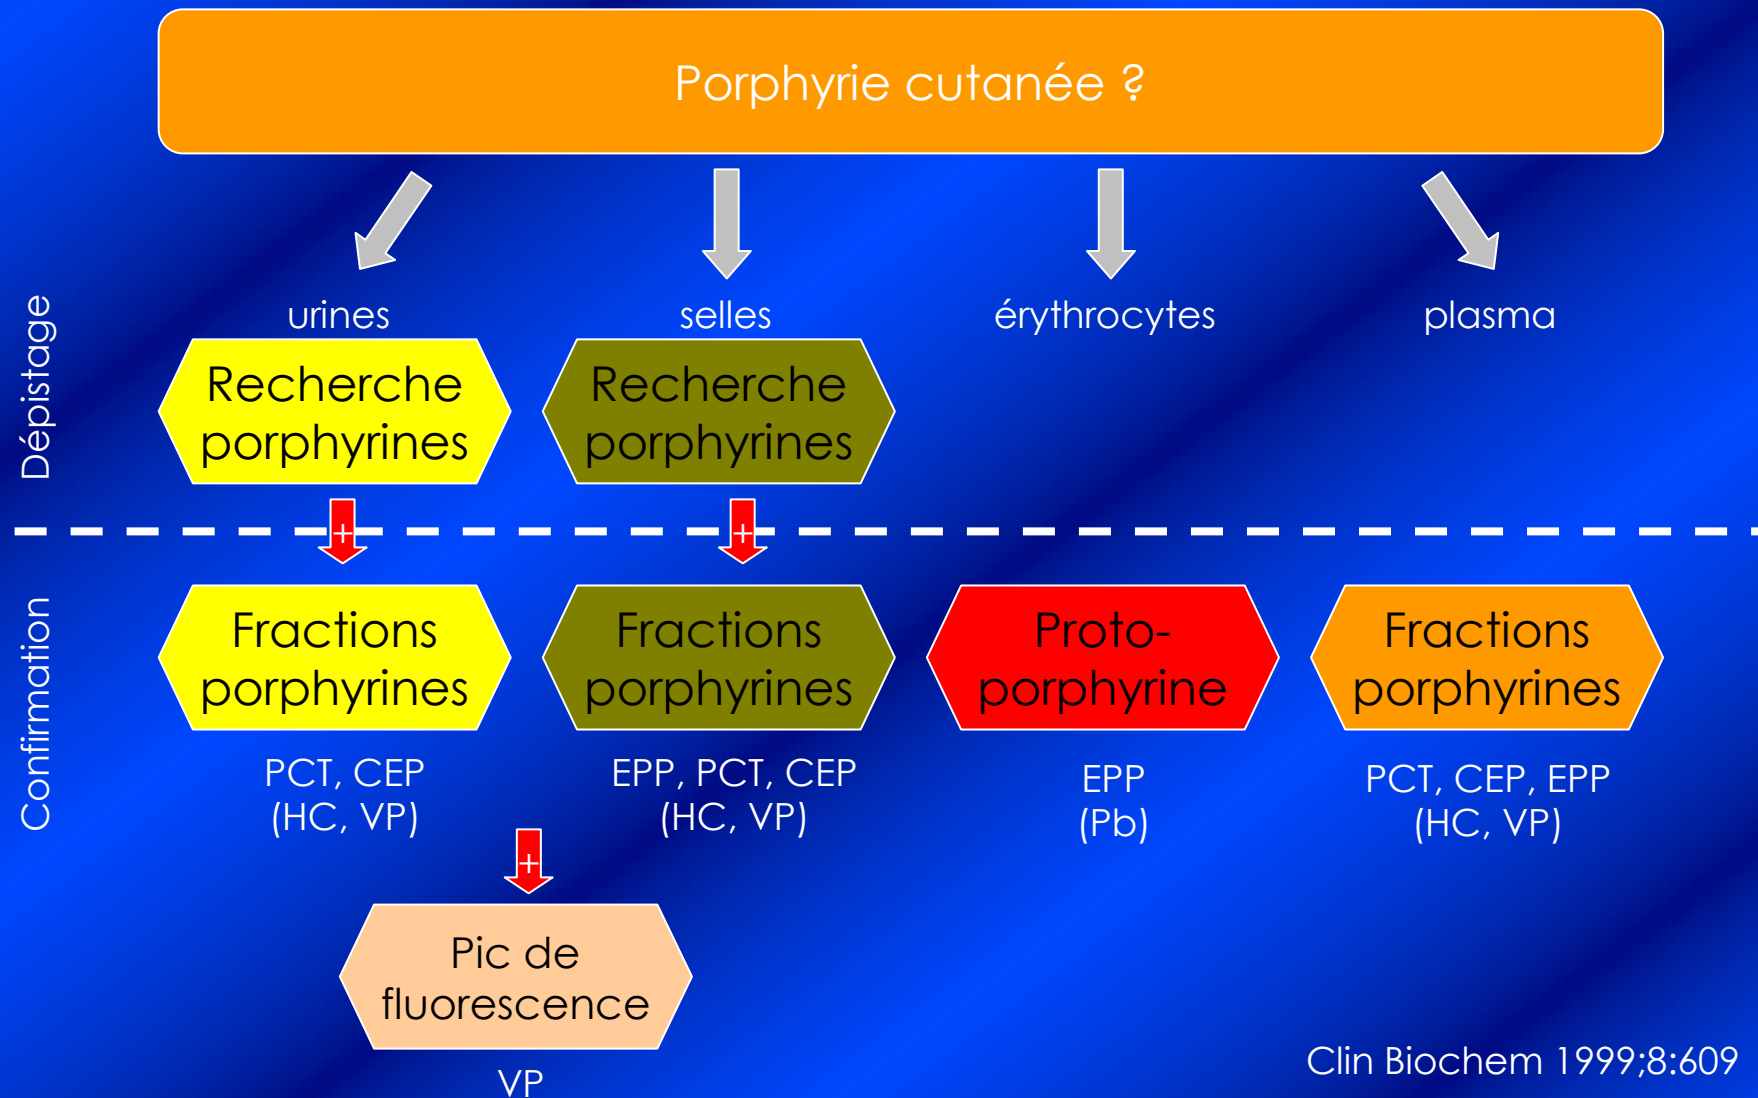 Porphyrie cutanée ?
Dépistage
urines
selles
érythrocytes
plasma
Recherche
porphyrines
Recherche
porphyrines
+
+
Confirmation
Fractions
porphyrines
Fractions
porphyrines
Proto-
porphyrine
Fractions
porphyrines
PCT, CEP
(HC, VP)
EPP, PCT, CEP
(HC, VP)
EPP
(Pb)
PCT, CEP, EPP
(HC, VP)
+
Pic de
fluorescence
VP
Clin Biochem 1999;8:609